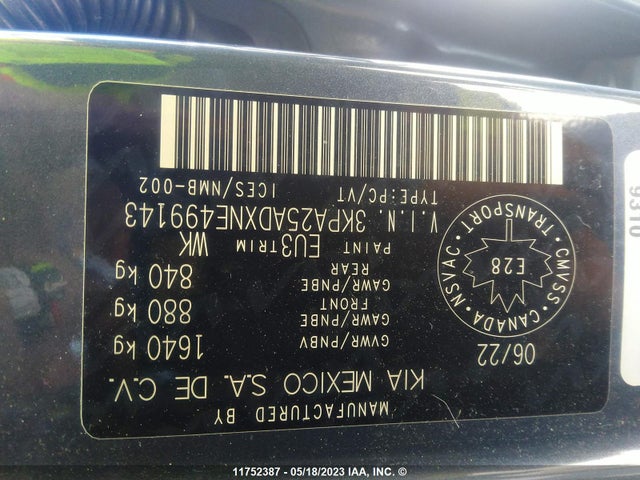 MANUFACTURED BY
KIA MEXICO S.A. DE C.V.
06/22
GVWR/PNBV 1640 kg
GAWR/PNBE FRONT 880 kg
GAWR/PNBE REAR 840 kg
PAINT EU3 TRIM WK
V.I.N. 3KPA25ADXNE499143
TYPE:PC/VT ICES/NMB-002
TRANSPORT
CMVSS · CANADA · NSVAC
E28
9310
11752387 - 05/18/2023 IAA, INC. ©